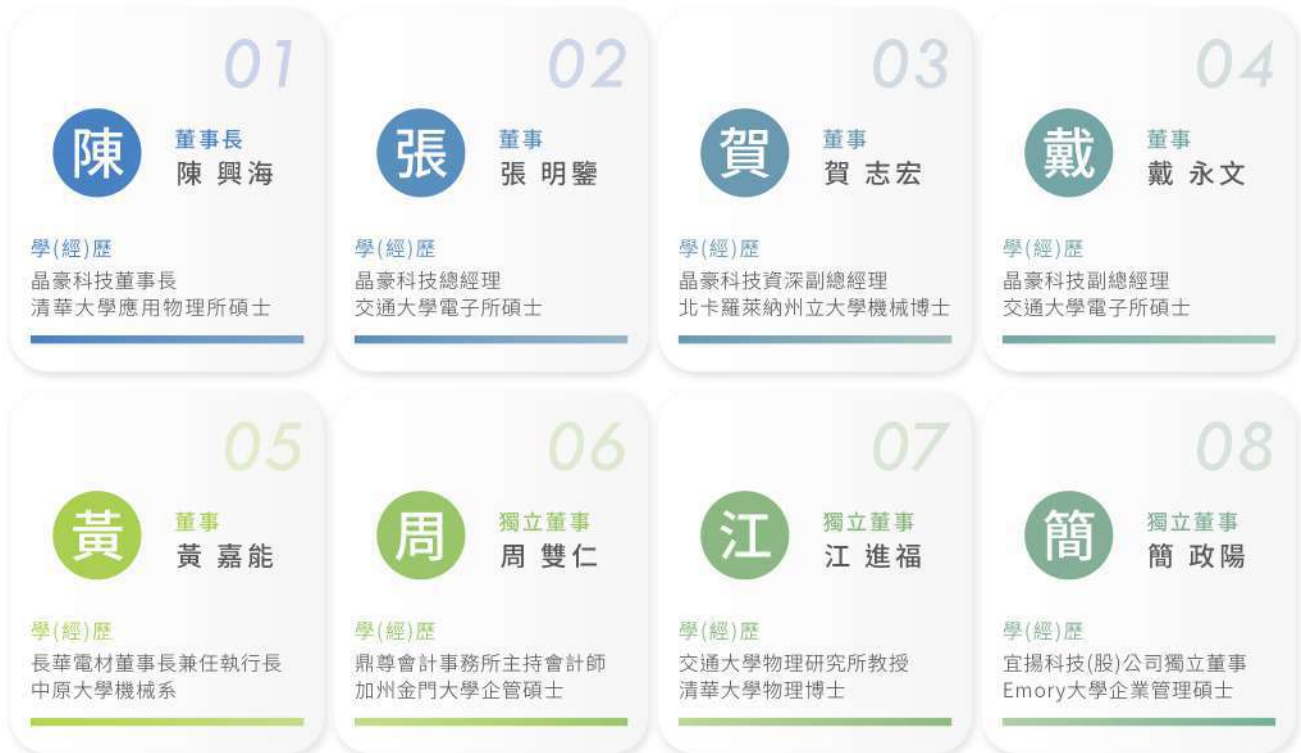 01
陳
董事長
陳 興海
學(經)歷
晶豪科技董事長
清華大學應用物理所碩士
02
張
董事
張 明鑒
學(經)歷
晶豪科技總經理
交通大學電子所碩士
03
賀
董事
賀 志宏
學(經)歷
晶豪科技資深副總經理
北卡羅萊納州立大學機械博士
04
戴
董事
戴 永文
學(經)歷
晶豪科技副總經理
交通大學電子所碩士
05
黃
董事
黃 嘉能
學(經)歷
長華電材董事長兼任執行長
中原大學機械系
06
周
獨立董事
周 雙仁
學(經)歷
鼎尊會計事務所主持會計師
加州金門大學企管碩士
07
江
獨立董事
江 進福
學(經)歷
交通大學物理研究所教授
清華大學物理博士
08
簡
獨立董事
簡 政陽
學(經)歷
宜揚科技(股)公司獨立董事
Emory大學企業管理碩士